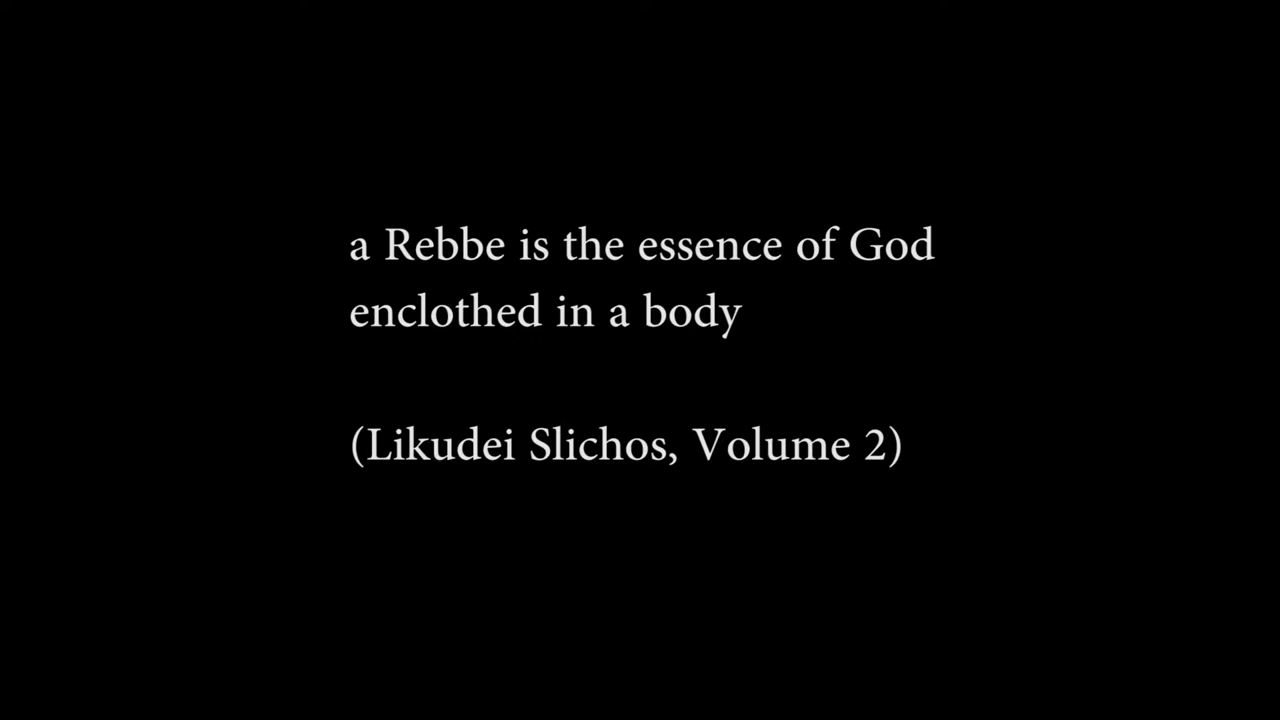 a Rebbe is the essence of God
enclothed in a body
(Likudei Slichos, Volume 2)